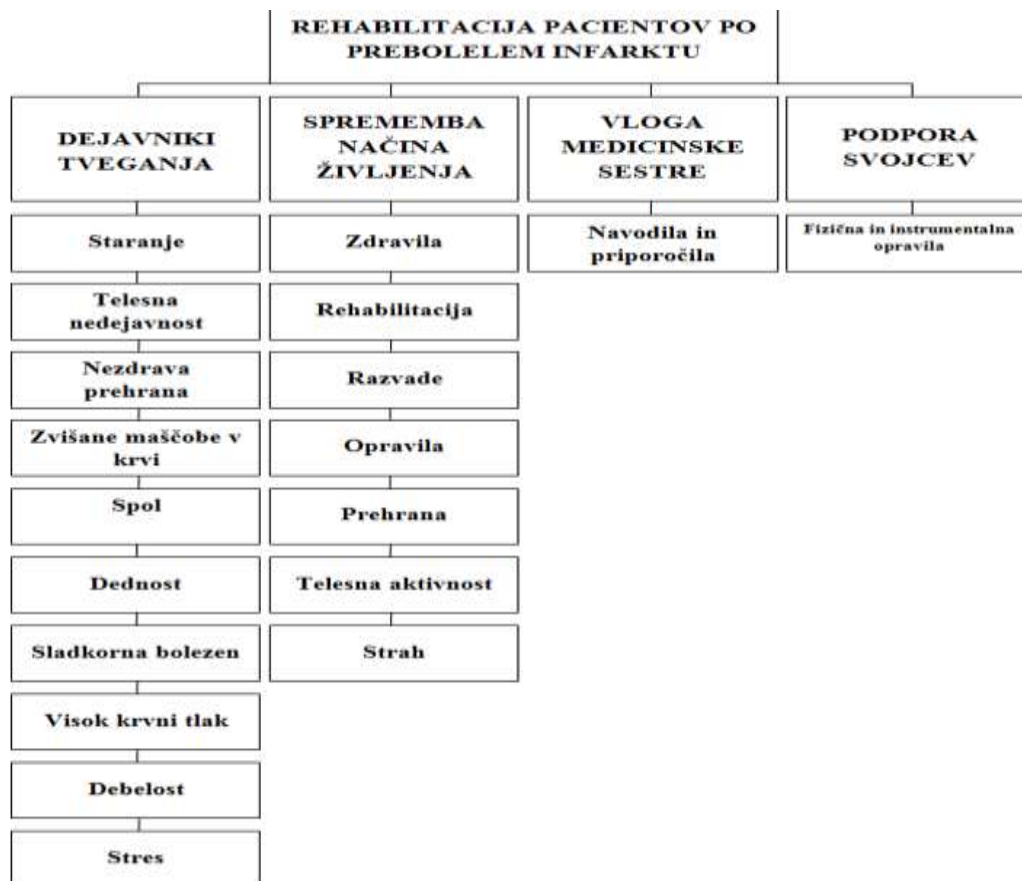 REHABILITACIJA PACIENTOV PO
PREBOLELEM INFARKTU
DEJAVNIKI
TVEGANJA
Staranje
Telesna
nedejavnost
Nezdrava
prehrana
Zvišane maščobe v
krvi
Spol
Dednost
Sladkorna bolezen
Visok krvni tlak
Debelost
Stres
SPREMEMBA
NAČINA
ŽIVLJENJA
Zdravila
Rehabilitacija
Razvade
Opravila
Prehrana
Telesna aktivnost
Strah
VLOGA
MEDICINSKE
SESTRE
Navodila in
priporočila
PODPORA
SVOJCEV
Fizična in instrumentalna
opravila